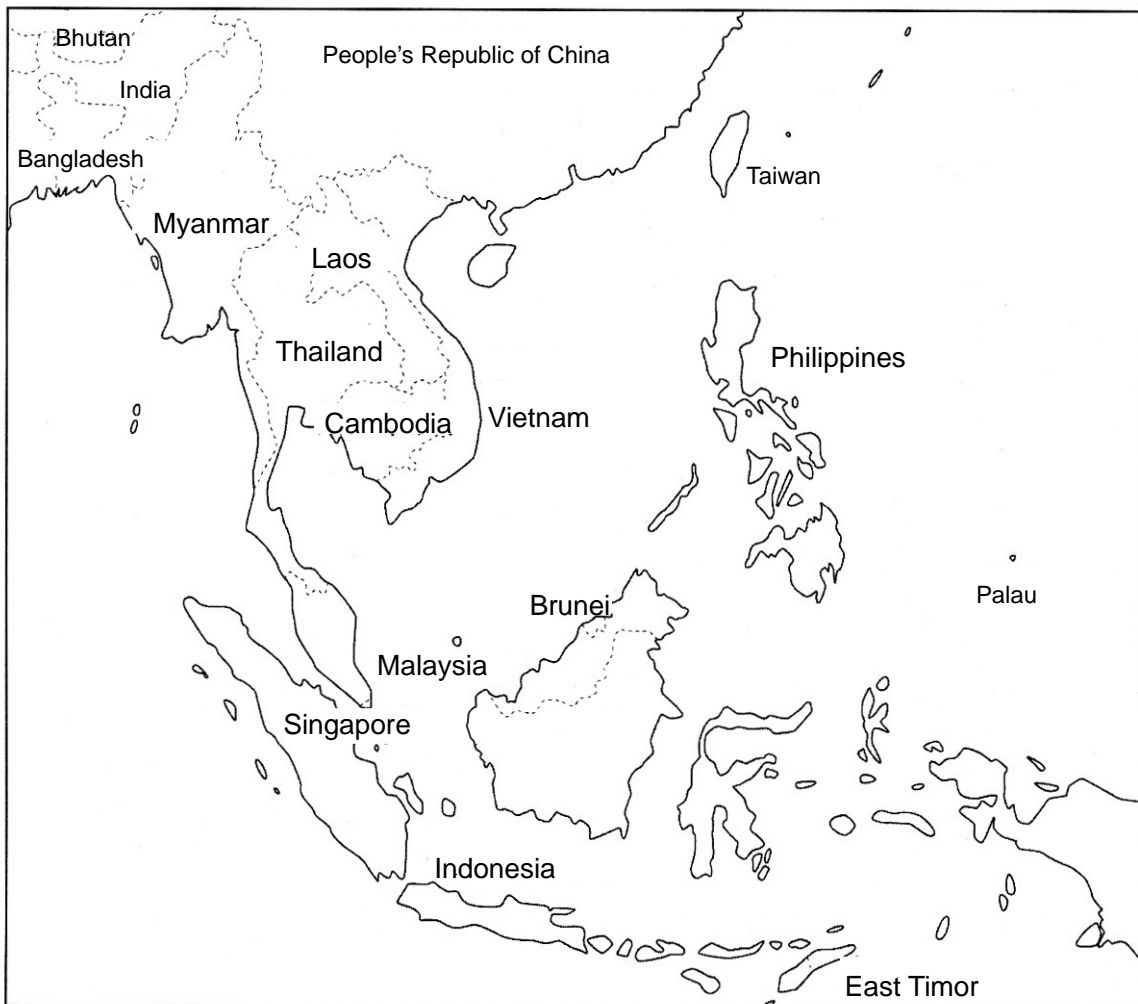 Bhutan
People's Republic of China
India
Bangladesh
Taiwan
Myanmar
Laos
Thailand
Philippines
Cambodia
Vietnam
Palau
Brunei
Malaysia
Singapore
Indonesia
East Timor